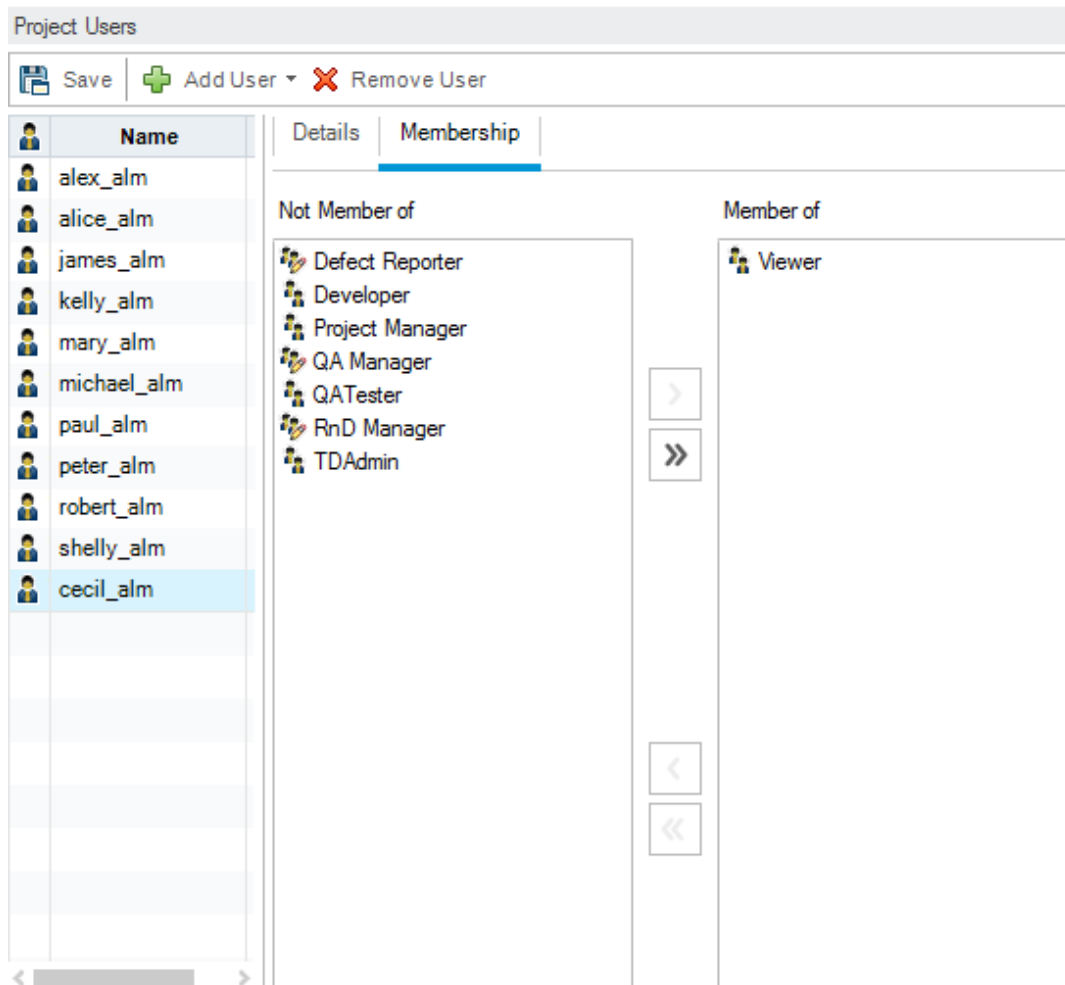 Project Users
Save Add User Remove User
Name
alex_alm
alice_alm
james_alm
kelly_alm
mary_alm
michael_alm
paul_alm
peter_alm
robert_alm
shelly_alm
cecil_alm
Details Membership
Not Member of
Defect Reporter
Developer
Project Manager
QA Manager
QATester
RnD Manager
TDAdmin
Member of
Viewer